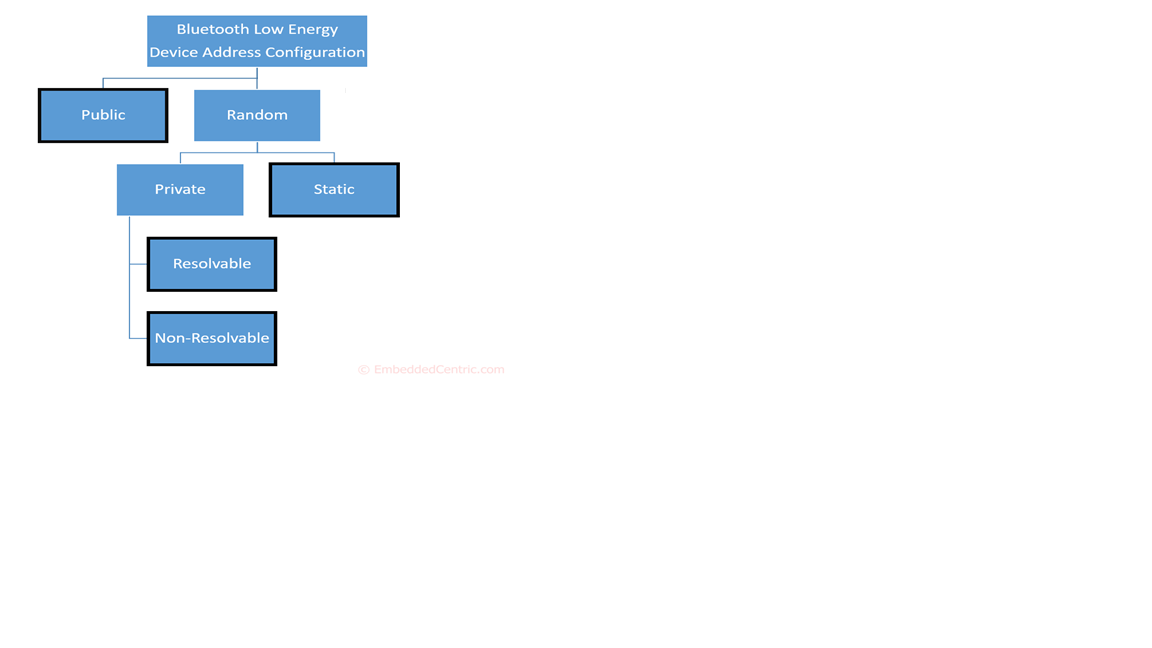 Bluetooth Low Energy
Device Address Configuration
Public
Random
Private
Static
Resolvable
Non-Resolvable
© EmbeddedCentric.com